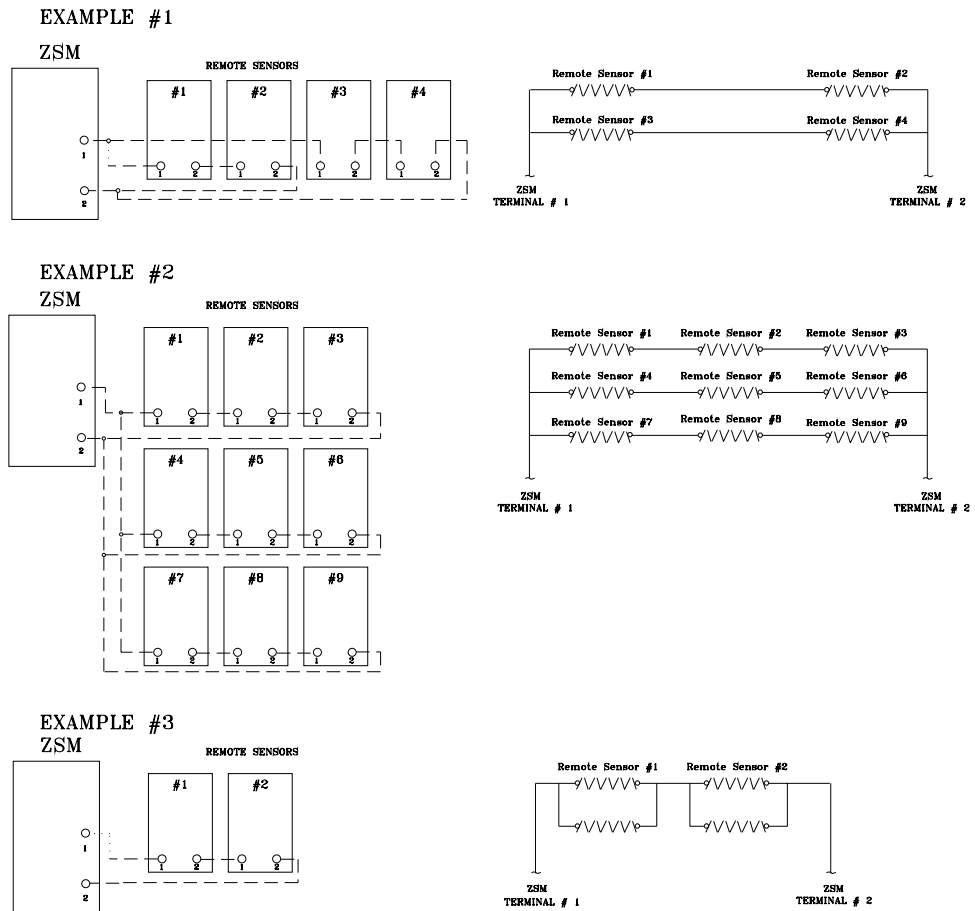 EXAMPLE #1
ZSM
REMOTE SENSORS
#1 #2 #3 #4
1
1 2 1 2 1 2 1 2
2
Remote Sensor #1 Remote Sensor #2
Remote Sensor #3 Remote Sensor #4
ZSM ZSM
TERMINAL # 1 TERMINAL # 2
EXAMPLE #2
ZSM
REMOTE SENSORS
#1 #2 #3
1
1 2 1 2 1 2
2
#4 #5 #6
1 2 1 2 1 2
#7 #8 #9
1 2 1 2 1 2
Remote Sensor #1 Remote Sensor #2 Remote Sensor #3
Remote Sensor #4 Remote Sensor #5 Remote Sensor #6
Remote Sensor #7 Remote Sensor #8 Remote Sensor #9
ZSM ZSM
TERMINAL # 1 TERMINAL # 2
EXAMPLE #3
ZSM
REMOTE SENSORS
#1 #2
1
1 2 1 2
2
Remote Sensor #1 Remote Sensor #2
ZSM ZSM
TERMINAL # 1 TERMINAL # 2